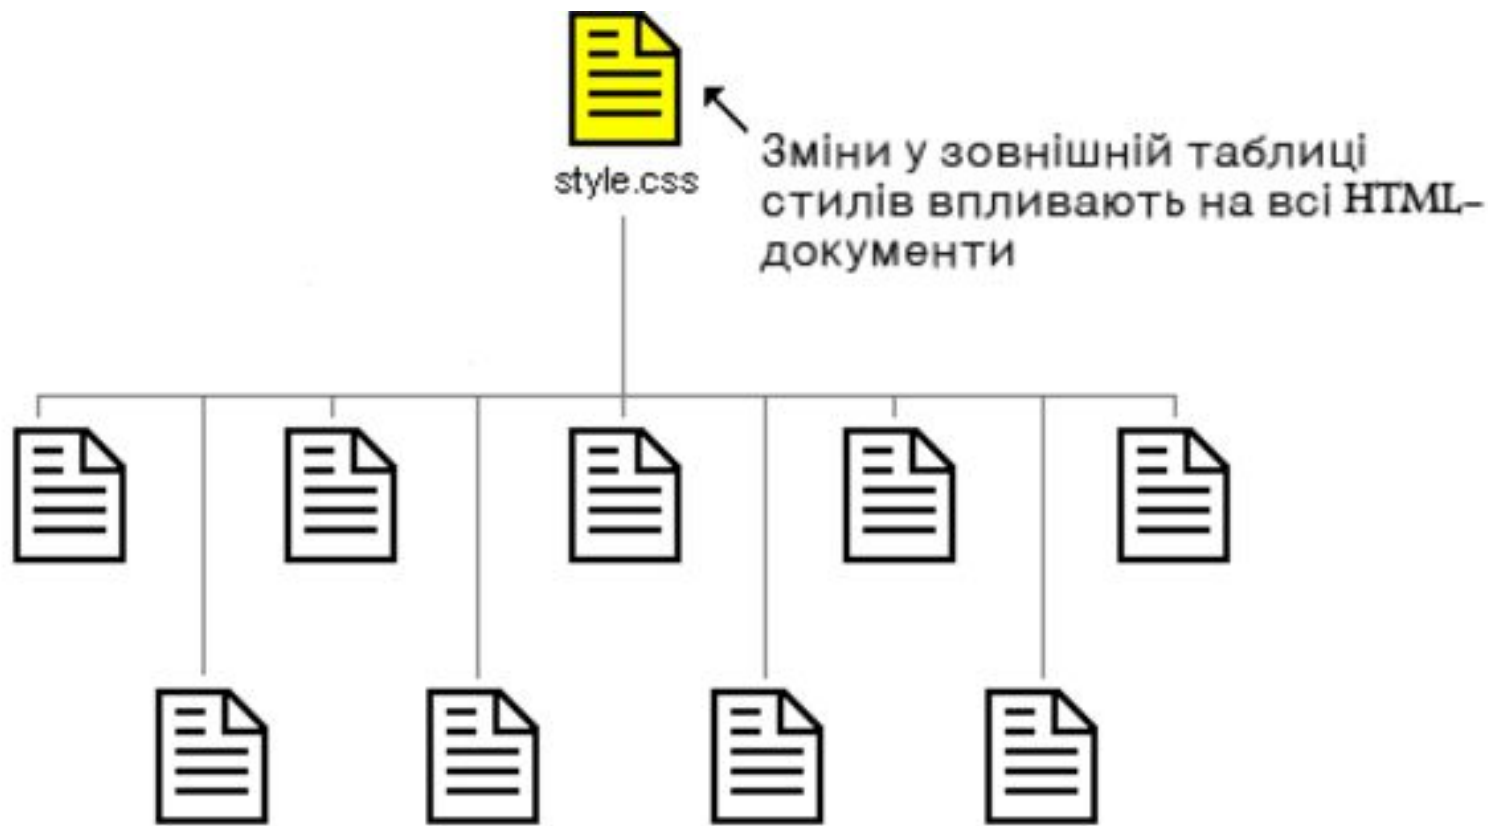 style.css
Зміни у зовнішній таблиці
стилів впливають на всі HTML-
документи